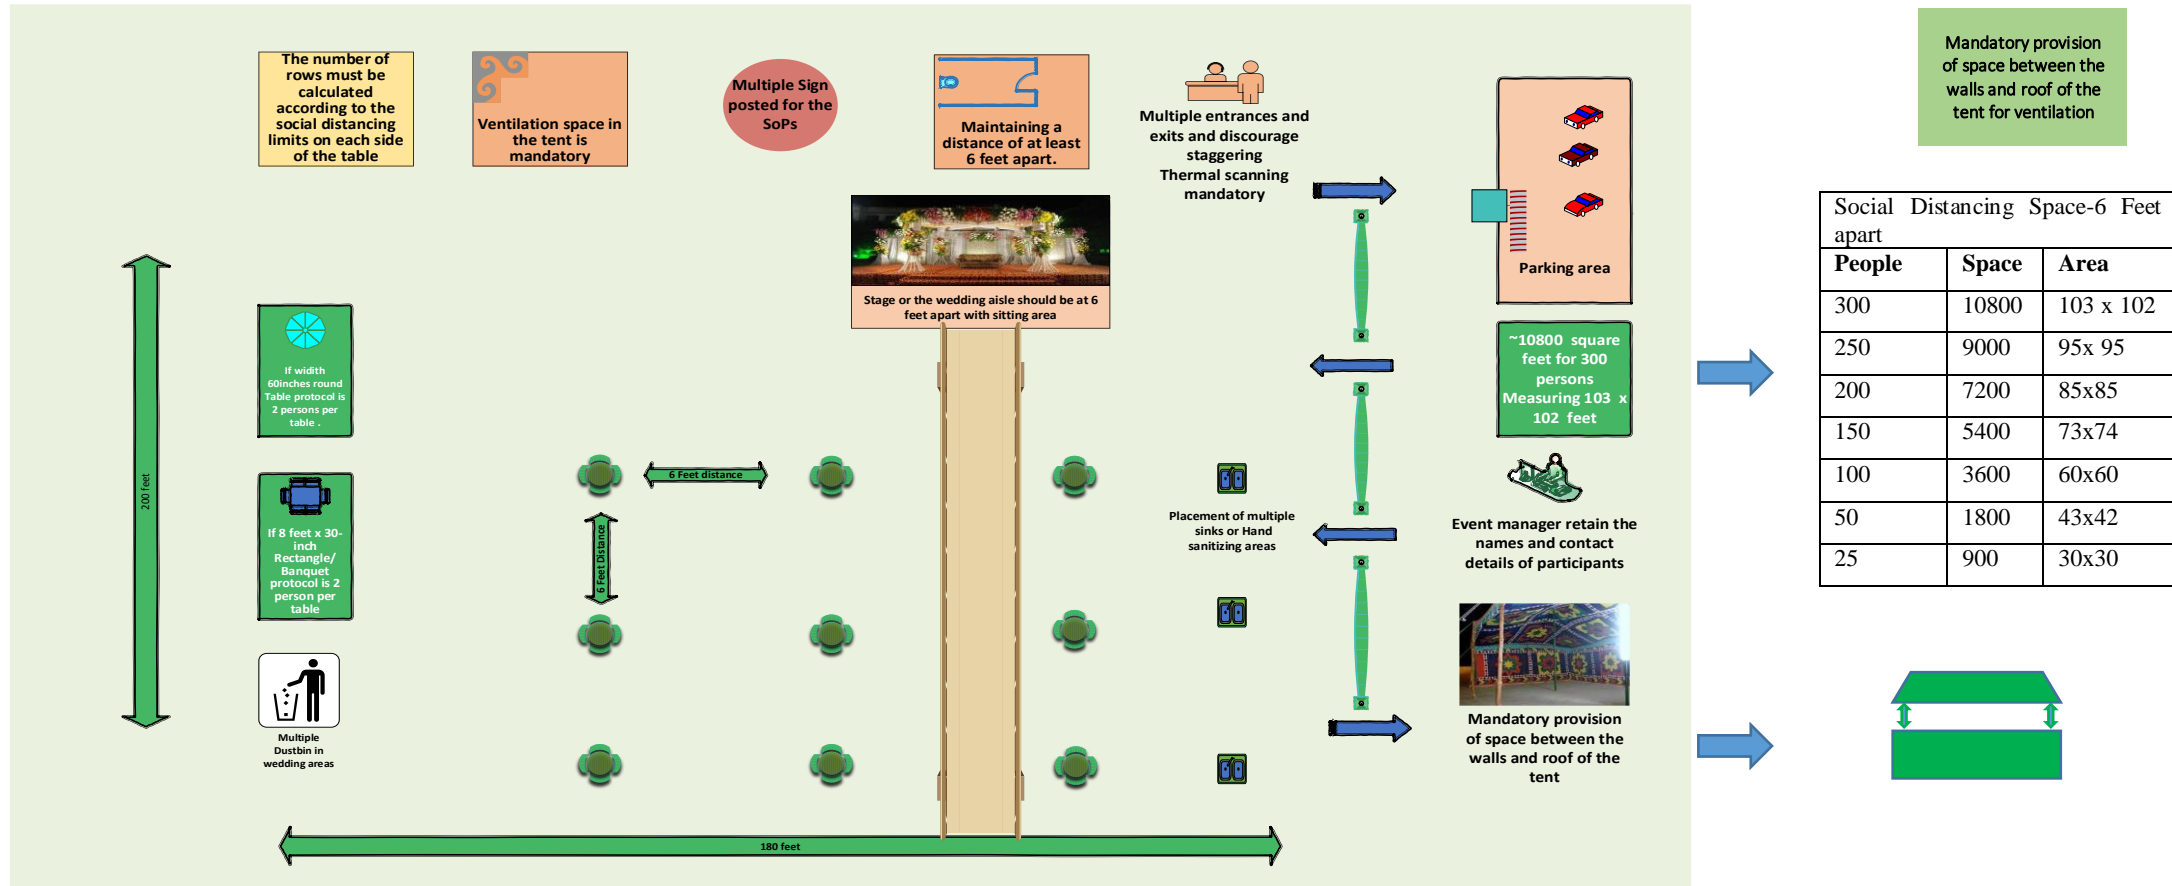 The number of
rows must be
calculated
according to the
social distancing
limits on each side
of the table
Ventilation space in
the tent is
mandatory
Multiple Sign
posted for the
SoPs
Maintaining a
distance of at least
6 feet apart.
Multiple entrances and
exits and discourage
staggering
Thermal scanning
mandatory
Parking area
Mandatory provision
of space between the
walls and roof of the
tent for ventilation
Stage or the wedding aisle should be at 6
feet apart with sitting area
200 feet
If widith
60inches round
Table protocol is
2 persons per
table .
If 8 feet x 30-
inch
Rectangle/
Banquet
protocol is 2
person per
table
Multiple
Dustbin in
wedding areas
6 Feet distance
6 Feet Distance
180 feet
Placement of multiple
sinks or Hand
sanitizing areas
~10800 square
feet for 300
persons
Measuring 103 x
102 feet
Event manager retain the
names and contact
details of participants
Mandatory provision
of space between the
walls and roof of the
tent
Social Distancing Space-6 Feet
apart
People Space Area
300 10800 103 x 102
250 9000 95x 95
200 7200 85x85
150 5400 73x74
100 3600 60x60
50 1800 43x42
25 900 30x30